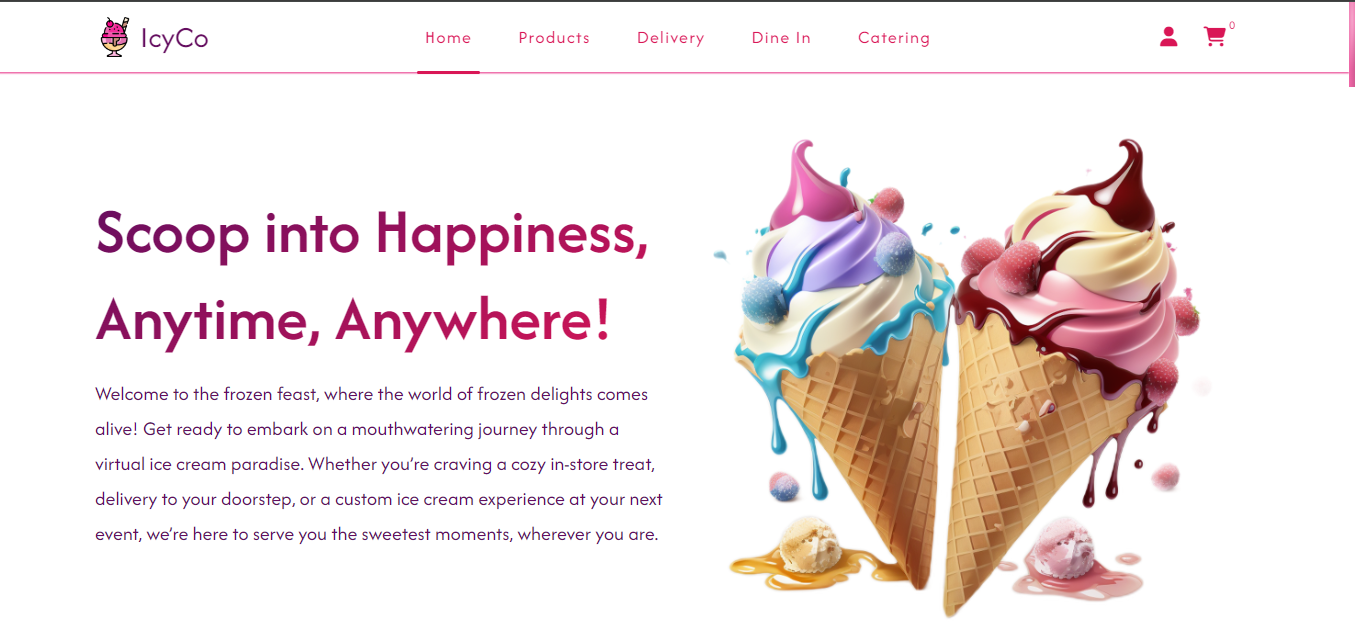 IcyCo
Home Products Delivery Dine In Catering
0
Scoop into Happiness,
Anytime, Anywhere!
Welcome to the frozen feast, where the world of frozen delights comes
alive! Get ready to embark on a mouthwatering journey through a
virtual ice cream paradise. Whether you’re craving a cozy in-store treat,
delivery to your doorstep, or a custom ice cream experience at your next
event, we’re here to serve you the sweetest moments, wherever you are.